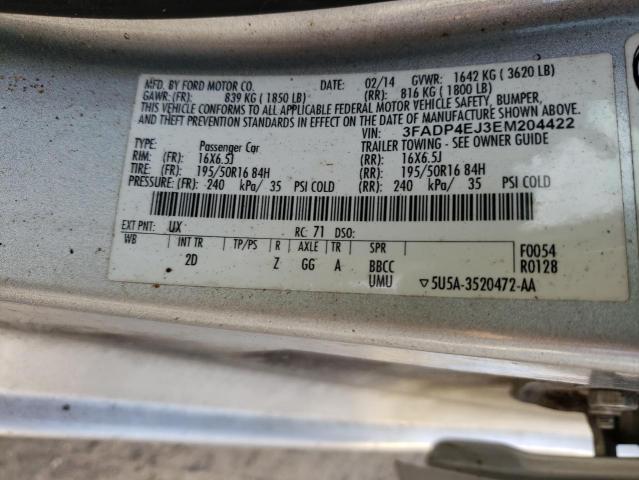 MFD. BY FORD MOTOR CO. DATE: 02/14 GVWR: 1642 KG ( 3620 LB)
GAWR: (FR): 839 KG ( 1850 LB) (RR): 816 KG ( 1800 LB)
THIS VEHICLE CONFORMS TO ALL APPLICABLE FEDERAL MOTOR VEHICLE SAFETY, BUMPER,
AND THEFT PREVENTION STANDARDS IN EFFECT ON THE DATE OF MANUFACTURE SHOWN ABOVE.
VIN: 3FADP4EJ3EM204422
TYPE: Passenger Car TRAILER TOWING - SEE OWNER GUIDE
RIM: (FR): 16X6.5J (RR): 16X6.5J
TIRE: (FR): 195/50R16 84H (RR): 195/50R16 84H
PRESSURE: (FR): 240 kPa/ 35 PSI COLD (RR): 240 kPa/ 35 PSI COLD
EXT PNT: UX RC: 71 DSO:
WB INT TR TP/PS R AXLE TR SPR F0054
2D Z GG A BBCC R0128
UMU ▽5U5A-3520472-AA